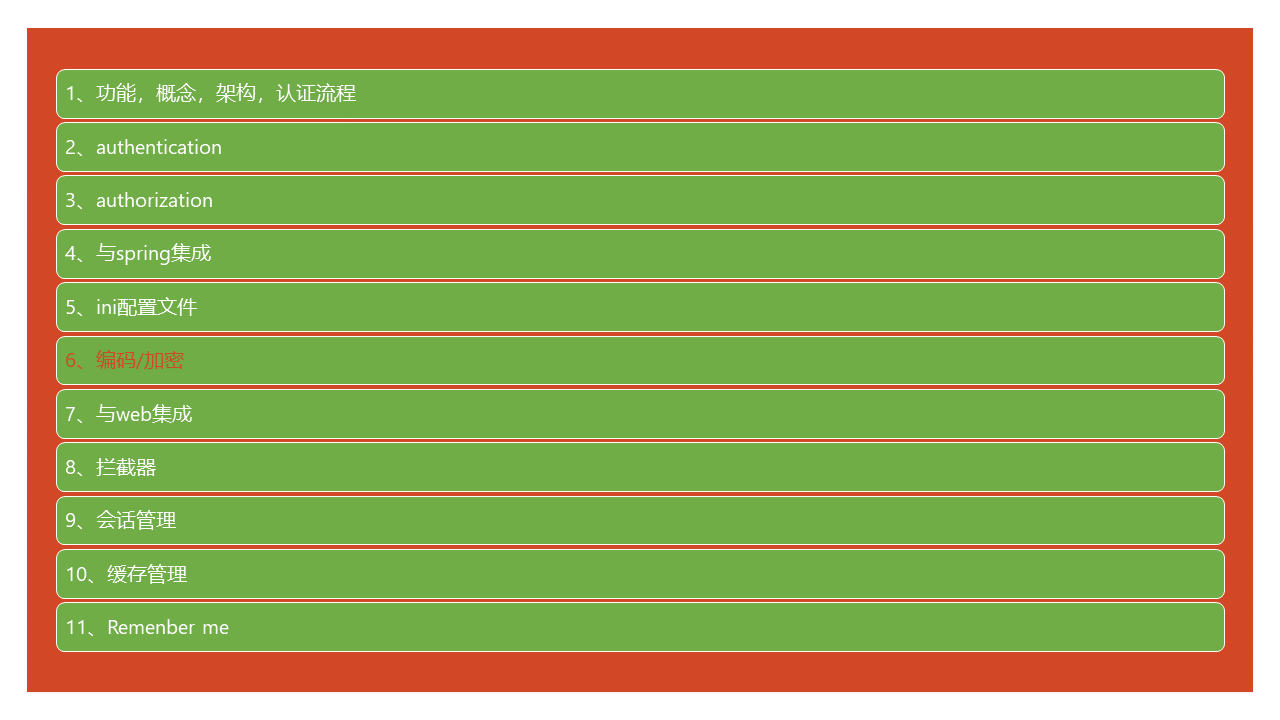 1、功能，概念，架构，认证流程
2、authentication
3、authorization
4、与spring集成
5、ini配置文件
6、编码/加密
7、与web集成
8、拦截器
9、会话管理
10、缓存管理
11、Remenber me